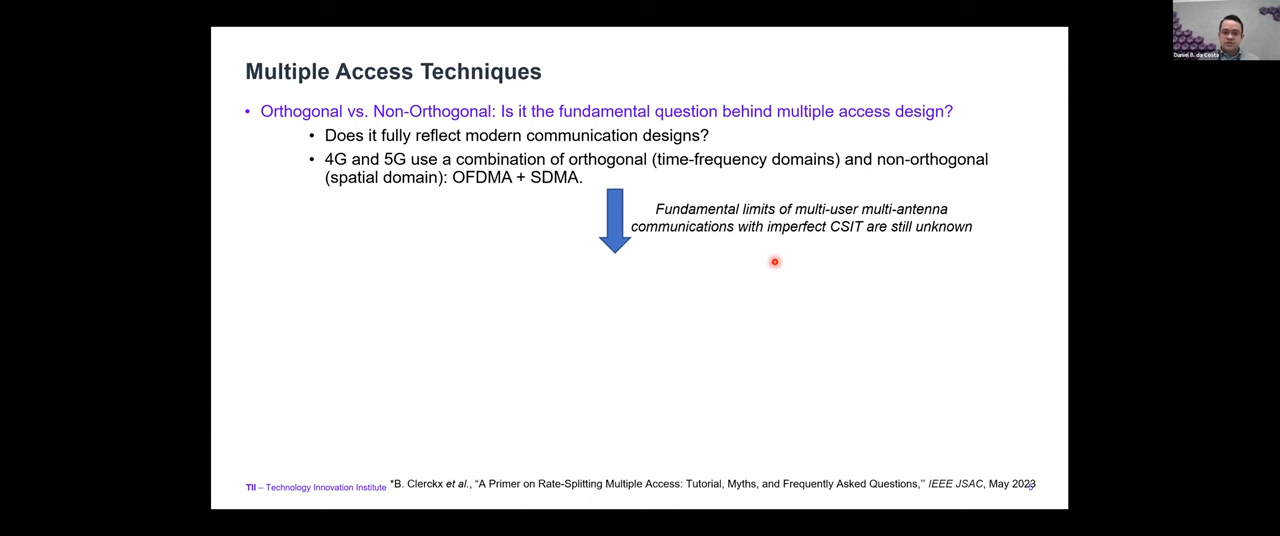 Multiple Access Techniques
• Orthogonal vs. Non-Orthogonal: Is it the fundamental question behind multiple access design?
• Does it fully reflect modern communication designs?
• 4G and 5G use a combination of orthogonal (time-frequency domains) and non-orthogonal
(spatial domain): OFDMA + SDMA.
Fundamental limits of multi-user multi-antenna
communications with imperfect CSIT are still unknown
TII – Technology Innovation Institute
*B. Clerckx et al., “A Primer on Rate-Splitting Multiple Access: Tutorial, Myths, and Frequently Asked Questions,’’ IEEE JSAC, May 2023
Daniel B. da Costa